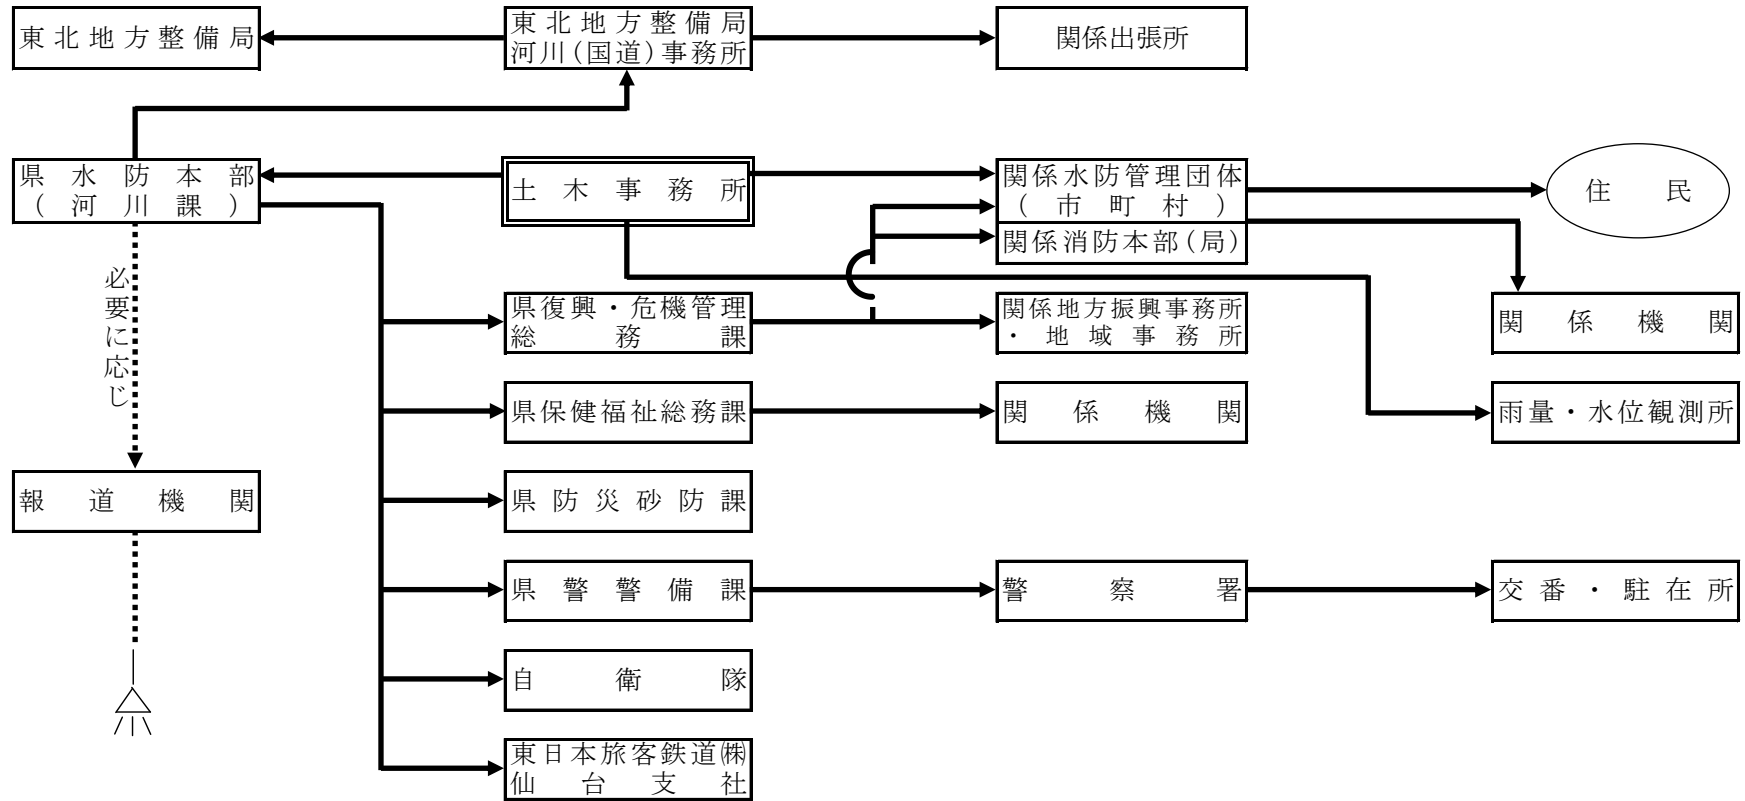 東北地方整備局
東北地方整備局
河川(国道)事務所
関係出張所
県水防本部
(河川課)
土木事務所
関係水防管理団体
(市町村)
関係消防本部(局)
住民
必要に応じ
県復興・危機管理
総務課
関係地方振興事務所
・地域事務所
関係機関
県保健福祉総務課
関係機関
雨量・水位観測所
報道機関
県防災砂防課
県警警備課
警察署
交番・駐在所
自衛隊
東日本旅客鉄道㈱
仙台支社